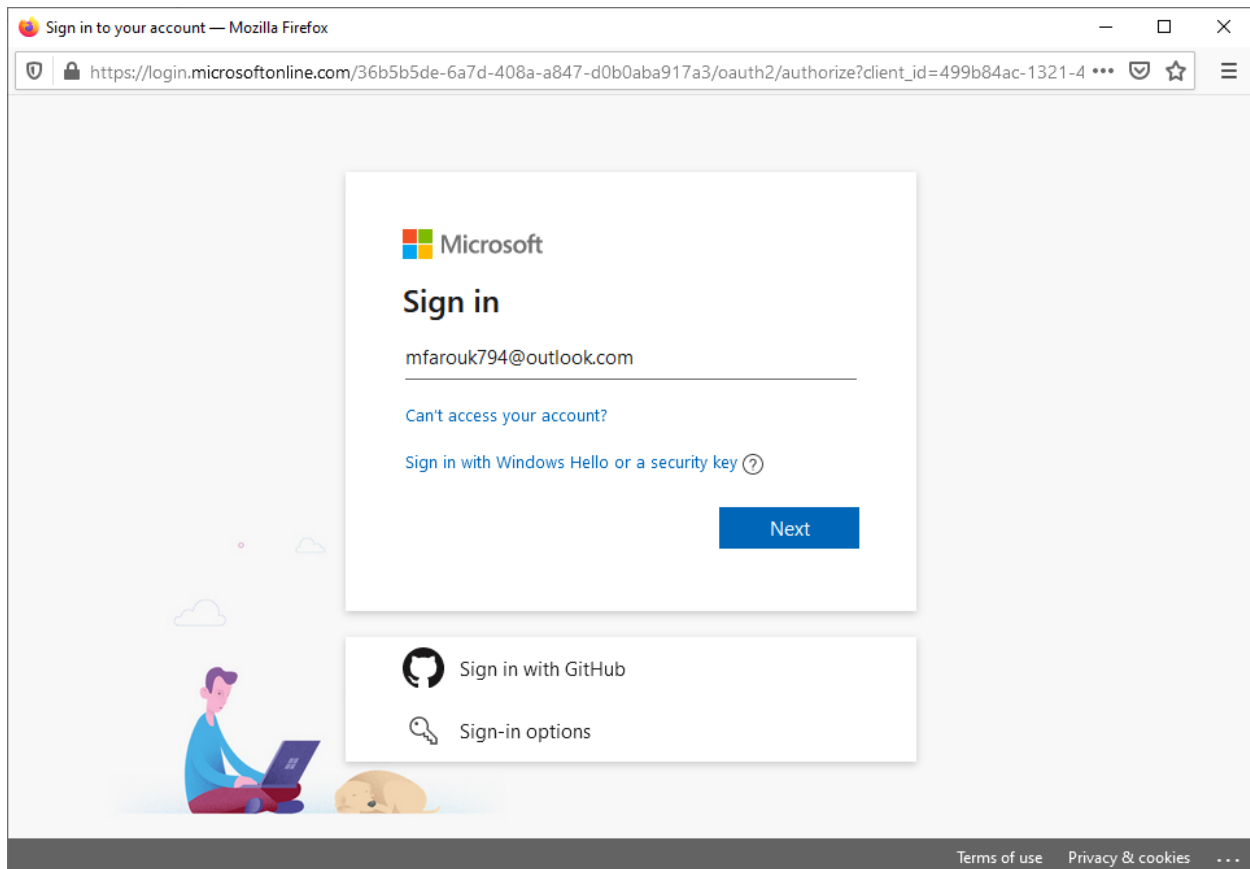 Sign in to your account — Mozilla Firefox
https://login.microsoftonline.com/36b5b5de-6a7d-408a-a847-d0b0aba917a3/oauth2/authorize?client_id=499b84ac-1321-4
Microsoft
Sign in
mfarouk794@outlook.com
Can't access your account?
Sign in with Windows Hello or a security key ?
Next
Sign in with GitHub
Sign-in options
Terms of use Privacy & cookies ...